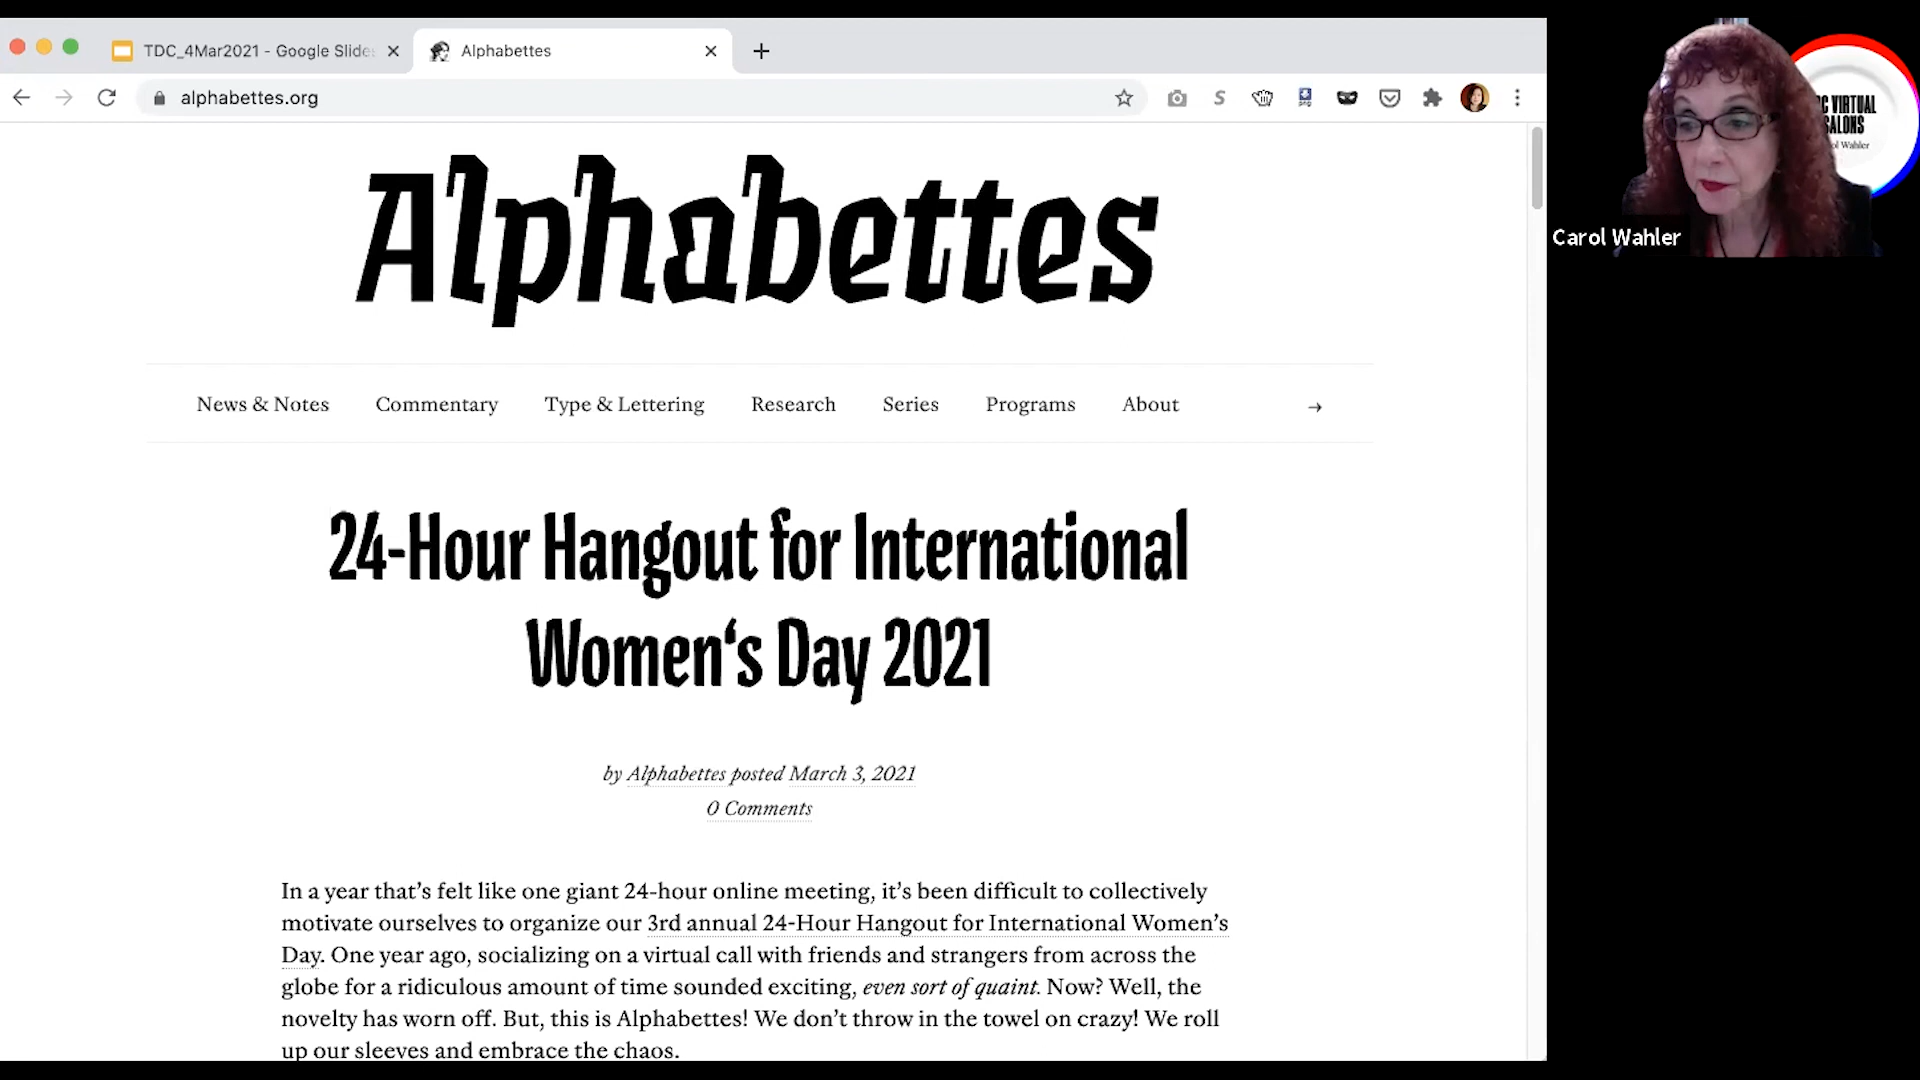 TDC_4Mar2021 - Google Slide
Alphabettes
alphabettes.org
Alphabettes
News & Notes
Commentary
Type & Lettering
Research
Series
Programs
About
→
24-Hour Hangout for International
Women‘s Day 2021
by Alphabettes posted March 3, 2021
0 Comments
In a year that’s felt like one giant 24-hour online meeting, it’s been difficult to collectively
motivate ourselves to organize our 3rd annual 24-Hour Hangout for International Women’s
Day. One year ago, socializing on a virtual call with friends and strangers from across the
globe for a ridiculous amount of time sounded exciting, even sort of quaint. Now? Well, the
novelty has worn off. But, this is Alphabettes! We don’t throw in the towel on crazy! We roll
up our sleeves and embrace the chaos.
C VIRTUAL
SALONS
ol Wahler
Carol Wahler